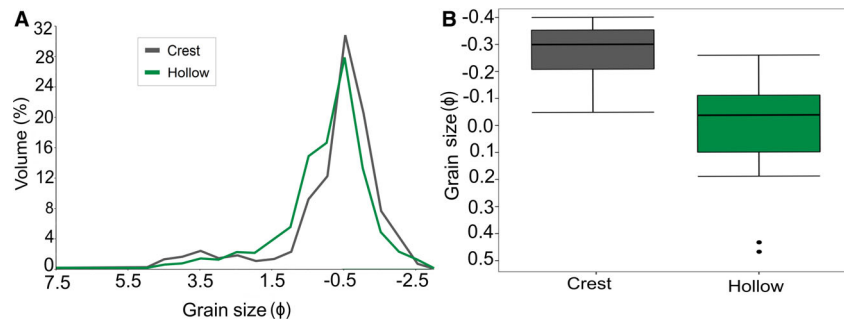 A
32
28
24
20
16
12
8
4
0
Volume (%)
Crest
Hollow
7.5 5.5 3.5 1.5 -0.5 -2.5
Grain size (ϕ)
B
-0.4
-0.3
-0.2
-0.1
0.0
0.1
0.2
0.3
0.4
0.5
Grain size (ϕ)
Crest Hollow